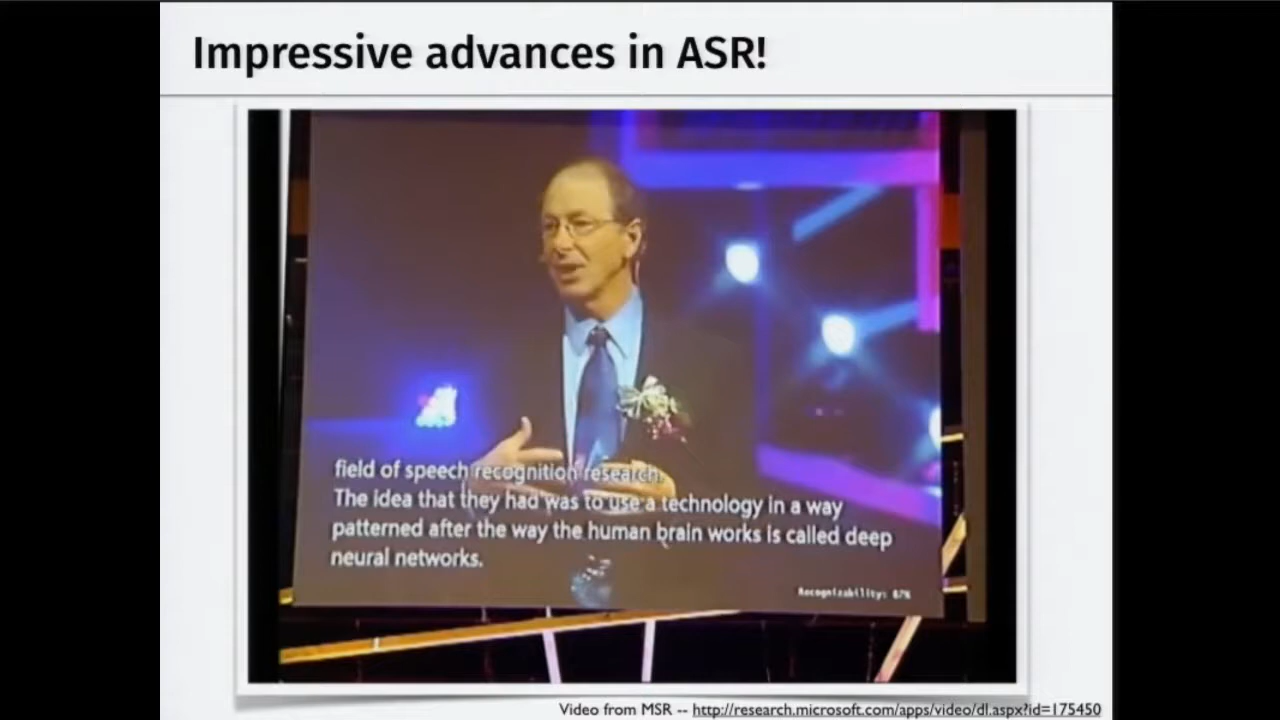 Impressive advances in ASR!
field of speech recognition research.
The idea that they had was to use a technology in a way
patterned after the way the human brain works is called deep
neural networks.
Recognizability: 87%
Video from MSR -- http://research.microsoft.com/apps/video/dl.aspx?id=175450